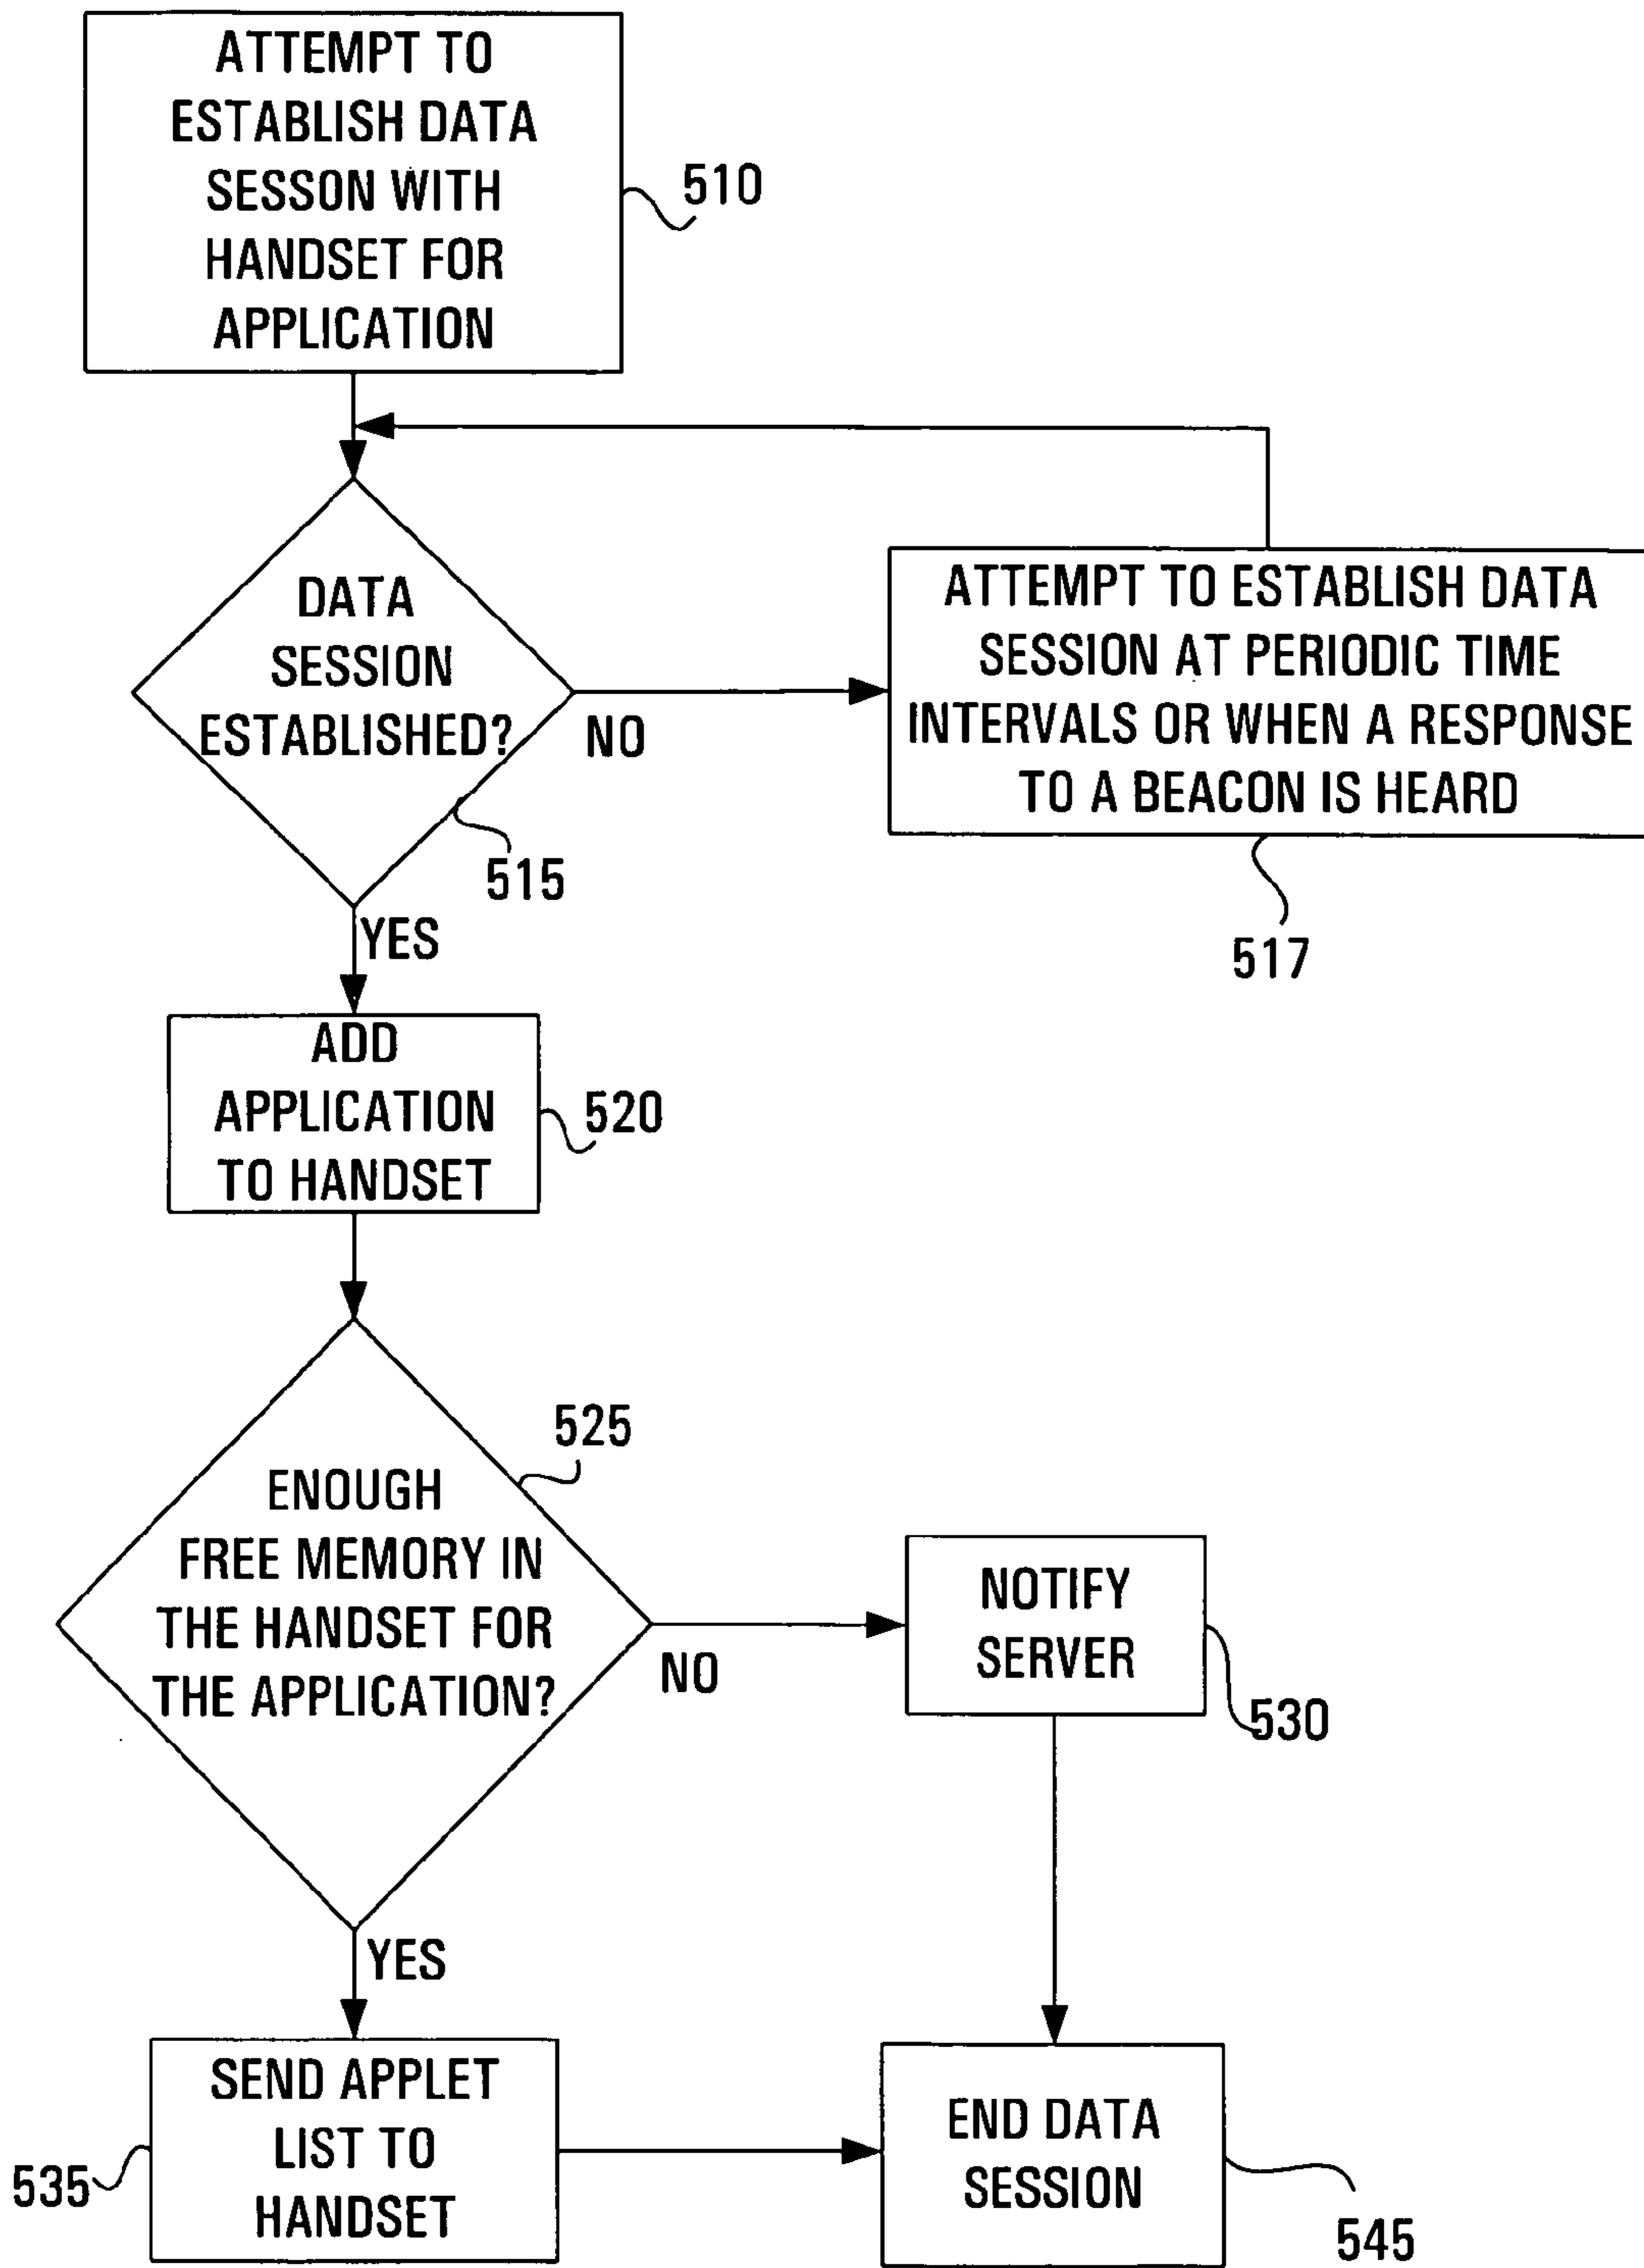 ATTEMPT TO
ESTABLISH DATA
SESSON WITH
HANDSET FOR
APPLICATION
510
DATA
SESSION
ESTABLISHED?
NO
515
YES
ATTEMPT TO ESTABLISH DATA
SESSION AT PERIODIC TIME
INTERVALS OR WHEN A RESPONSE
TO A BEACON IS HEARD
517
ADD
APPLICATION
TO HANDSET
520
525
ENOUGH
FREE MEMORY IN
THE HANDSET FOR
THE APPLICATION?
NO
NOTIFY
SERVER
530
YES
SEND APPLET
LIST TO
HANDSET
535
END DATA
SESSION
545